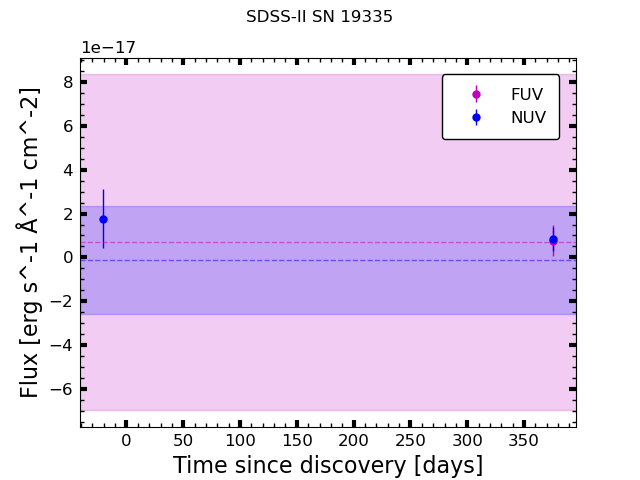 SDSS-II SN 19335
1e−17
Flux [erg s^-1 Å^-1 cm^-2]
8
6
4
2
0
−2
−4
−6
FUV
NUV
0 50 100 150 200 250 300 350
Time since discovery [days]